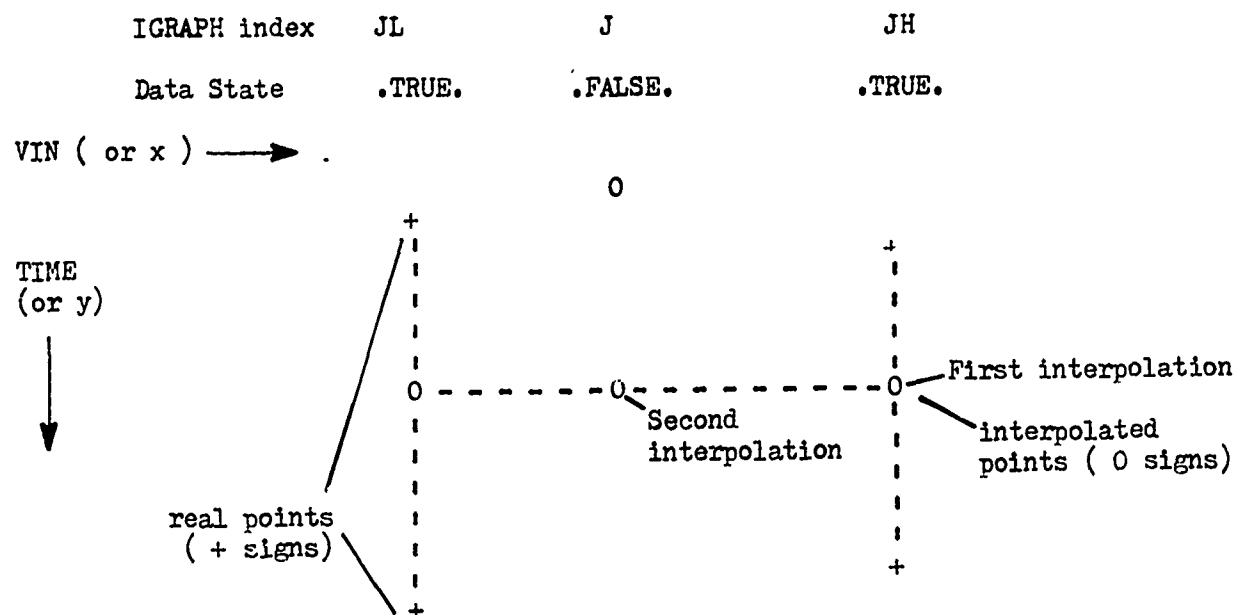 IGRAPH index JL J JH
Data State .TRUE. .FALSE. .TRUE.
VIN ( or x )
O
+
+
TIME
(or y)
O O O
First interpolation
Second
interpolation
interpolated
points ( O signs)
real points
( + signs)
+
+